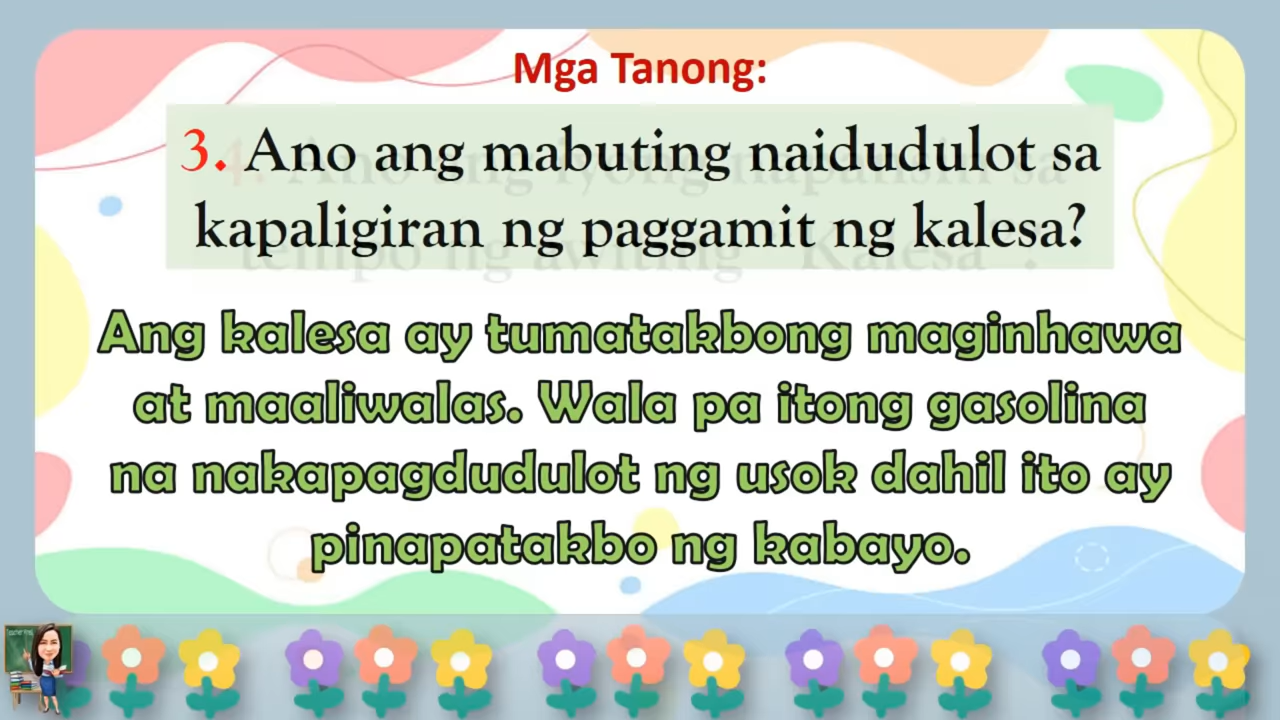 Mga Tanong:
3. Ano ang mabuting naidudulot sa
kapaligiran ng paggamit ng kalesa?
Ang kalesa ay tumatakbong maginhawa
at maaliwalas. Wala pa itong gasolina
na nakapagdudulot ng usok dahil ito ay
pinapatakbo ng kabayo.